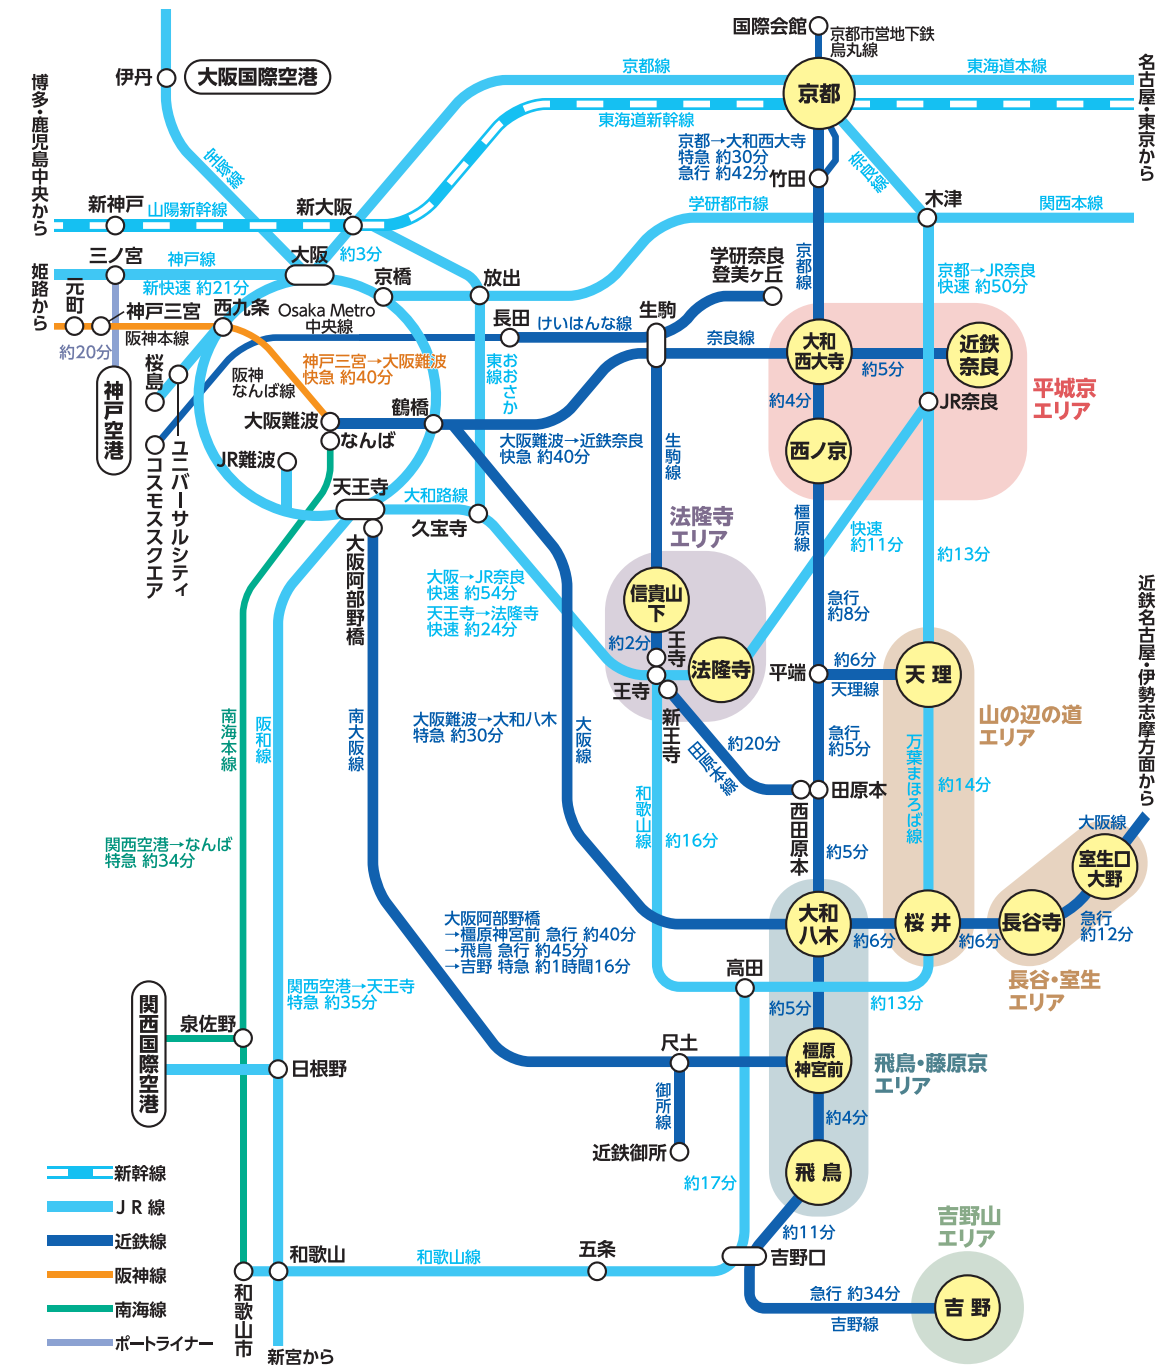 国際会館
京都市営地下鉄
烏丸線
伊丹
大阪国際空港
京都線
東海道本線
京都
東海道新幹線
名古屋・東京から
博多・鹿児島中央から
宝塚線
京都→大和西大寺
特急 約30分
急行 約42分
竹田
奈良線
新神戸
山陽新幹線
新大阪
学研都市線
木津
関西本線
三ノ宮
神戸線
大阪
約3分
姫路から
新快速 約21分
京橋
放出
学研奈良
登美ヶ丘
京都線
京都→JR奈良
快速 約50分
元町
神戸三宮
西九条
Osaka Metro
中央線
長田
けいはんな線
生駒
奈良線
大和
西大寺
近鉄
奈良
約5分
阪神本線
約20分
桜島
阪神
なんば線
神戸三宮→大阪難波
快急 約40分
おおさか
東線
平城京
エリア
神戸空港
大阪難波
なんば
鶴橋
約4分
JR奈良
大阪難波→近鉄奈良
快急 約40分
生駒線
西ノ京
コスモスクエア
ユニバーサルシティ
JR難波
天王寺
大和路線
久宝寺
法隆寺
エリア
橿原線
快速
約11分
約13分
大阪阿部野橋
大阪→JR奈良
快速 約54分
天王寺→法隆寺
快速 約24分
信貴山
下
急行
約8分
近鉄名古屋・伊勢志摩方面から
約2分
王寺
王寺
法隆寺
平端
約6分
天理線
天理
新王寺
南海本線
阪和線
南大阪線
大阪難波→大和八木
特急 約30分
大阪線
約20分
田原本線
急行
約5分
山の辺の道
エリア
万葉まほろば線
約14分
和歌山線
約16分
西田原本
田原本
約5分
大阪線
室生口
大野
関西空港→なんば
特急 約34分
大阪阿部野橋
→橿原神宮前 急行 約40分
→飛鳥 急行 約45分
→吉野 特急 約1時間16分
大和
八木
約6分
桜井
約6分
長谷寺
急行
約12分
長谷・室生
エリア
関西空港→天王寺
特急 約35分
高田
約5分
約13分
関西国際空港
泉佐野
日根野
尺土
橿原
神宮前
飛鳥・藤原京
エリア
御所線
近鉄御所
約4分
飛鳥
約17分
約11分
新幹線
JR線
近鉄線
阪神線
南海線
ポートライナー
和歌山市
和歌山
和歌山線
五条
吉野口
急行 約34分
吉野線
吉野山
エリア
吉野
新宮から